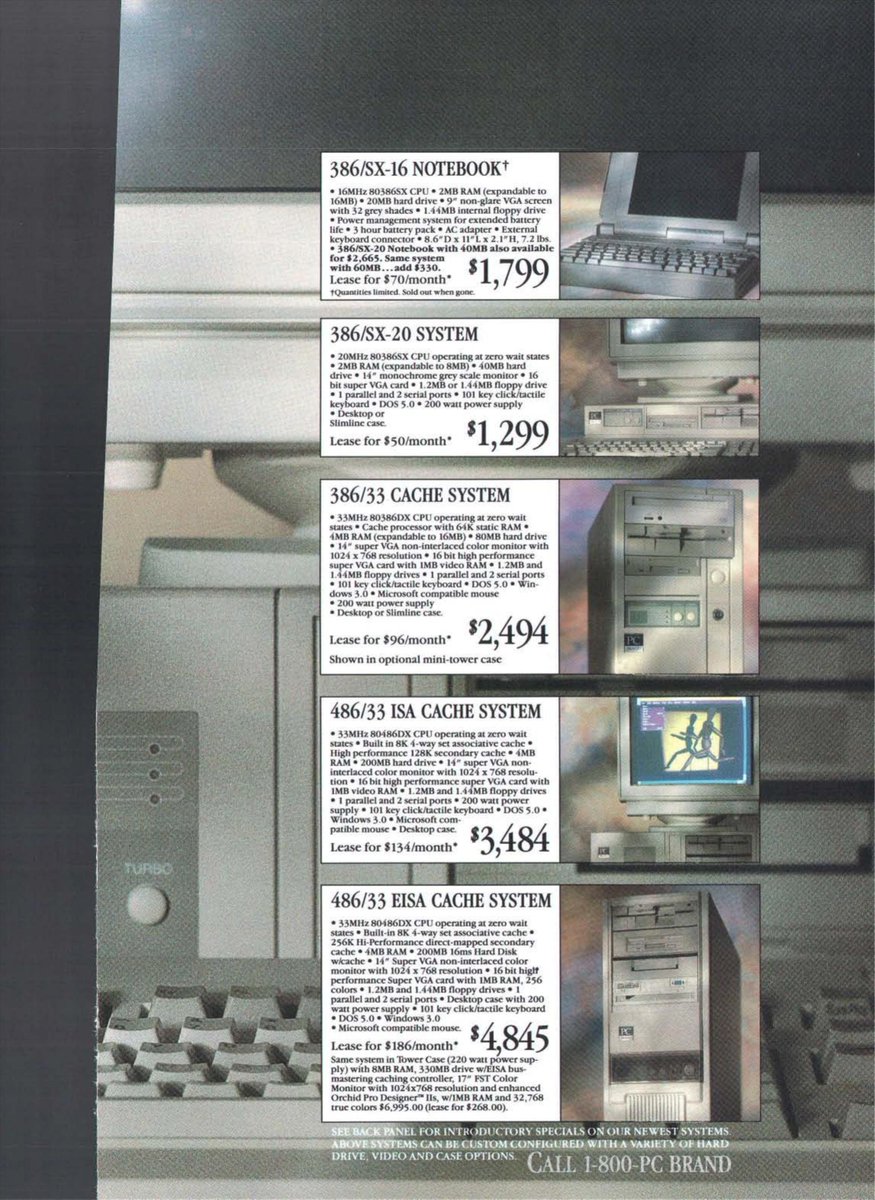 386/SX-16 NOTEBOOK†
• 16MHz 80386SX CPU • 2MB RAM (expandable to
16MB) • 20MB hard drive • 9" non-glare VGA screen
with 32 grey shades • 1.44MB internal floppy drive
• Power management system for extended battery
life • 3 hour battery pack • AC adapter • External
keyboard connector • 8.6"D x 11"L x 2.1"H, 7.2 lbs.
• 386/SX-20 Notebook with 40MB also available
for $2,665. Same system
with 60MB...add $330.
Lease for $70/month* $1,799
†Quantities limited. Sold out when gone.
386/SX-20 SYSTEM
• 20MHz 80386SX CPU operating at zero wait states
• 2MB RAM (expandable to 8MB) • 40MB hard
drive • 14" monochrome grey scale monitor • 16
bit super VGA card • 1.2MB or 1.44MB floppy drive
• 1 parallel and 2 serial ports • 101 key click/tactile
keyboard • DOS 5.0 • 200 watt power supply
• Desktop or
Slimline case.
Lease for $50/month* $1,299
PC
386/33 CACHE SYSTEM
• 33MHz 80386DX CPU operating at zero wait
states • Cache processor with 64K static RAM •
4MB RAM (expandable to 16MB) • 80MB hard drive
• 14" super VGA non-interlaced color monitor with
1024 x 768 resolution • 16 bit high performance
super VGA card with 1MB video RAM • 1.2MB and
1.44MB floppy drives • 1 parallel and 2 serial ports
• 101 key click/tactile keyboard • DOS 5.0 • Win-
dows 3.0 • Microsoft compatible mouse
• 200 watt power supply
• Desktop or Slimline case.
Lease for $96/month* $2,494
Shown in optional mini-tower case
PC
486/33 ISA CACHE SYSTEM
• 33MHz 80486DX CPU operating at zero wait
states • Built in 8K 4-way set associative cache •
High performance 128K secondary cache • 4MB
RAM • 200MB hard drive • 14" super VGA non-
interlaced color monitor with 1024 x 768 resolu-
tion • 16 bit high performance super VGA card with
1MB video RAM • 1.2MB and 1.44MB floppy drives
• 1 parallel and 2 serial ports • 200 watt power
supply • 101 key click/tactile keyboard • DOS 5.0 •
Windows 3.0 • Microsoft com-
patible mouse • Desktop case.
Lease for $134/month* $3,484
PC
TURBO
486/33 EISA CACHE SYSTEM
• 33MHz 80486DX CPU operating at zero wait
states • Built-in 8K 4-way set associative cache •
256K Hi-Performance direct-mapped secondary
cache • 4MB RAM • 200MB 16ms Hard Disk
w/cache • 14" Super VGA non-interlaced color
monitor with 1024 x 768 resolution • 16 bit high
performance Super VGA card with 1MB RAM, 256
colors • 1.2MB and 1.44MB floppy drives • 1
parallel and 2 serial ports • Desktop case with 200
watt power supply • 101 key click/tactile keyboard
• DOS 5.0 • Windows 3.0
• Microsoft compatible mouse.
Lease for $186/month* $4,845
Same system in Tower Case (220 watt power sup-
ply) with 8MB RAM, 330MB drive w/EISA bus-
mastering caching controller, 17" FST Color
Monitor with 1024x768 resolution and enhanced
Orchid Pro Designer™ IIs, w/1MB RAM and 32,768
true colors $6,995.00 (lease for $268.00).
PC
SEE BACK PANEL FOR INTRODUCTORY SPECIALS ON OUR NEWEST SYSTEMS.
ABOVE SYSTEMS CAN BE CUSTOM CONFIGURED WITH A VARIETY OF HARD
DRIVE, VIDEO AND CASE OPTIONS. CALL 1-800-PC BRAND